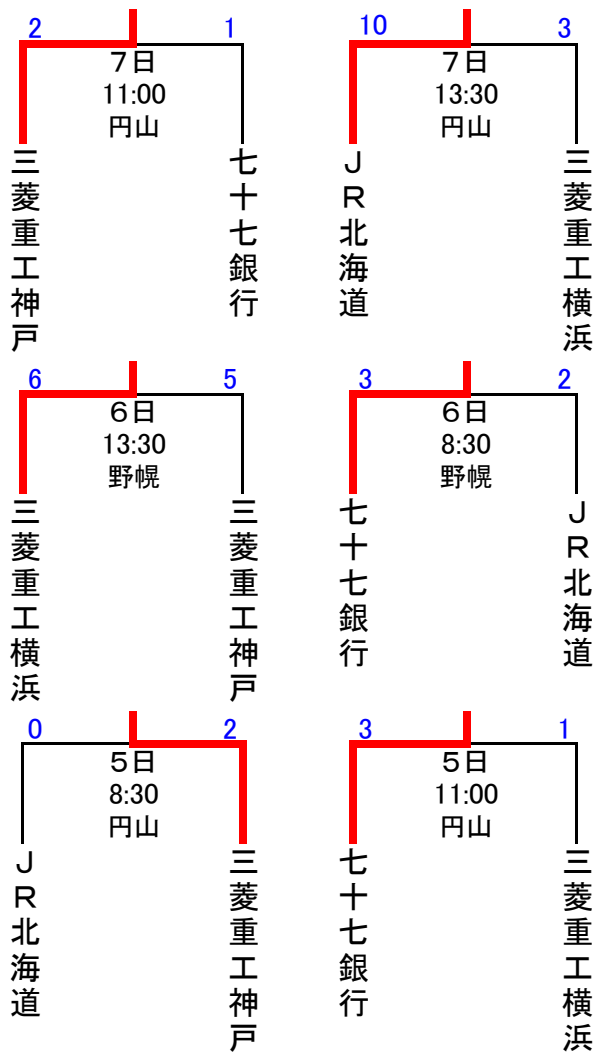 2
1
７日
11:00
円山
三菱重工神戸
七十七銀行
10
3
７日
13:30
円山
ＪＲ北海道
三菱重工横浜
6
5
６日
13:30
野幌
三菱重工横浜
三菱重工神戸
3
2
６日
8:30
野幌
七十七銀行
ＪＲ北海道
0
2
５日
8:30
円山
ＪＲ北海道
三菱重工神戸
3
1
５日
11:00
円山
七十七銀行
三菱重工横浜